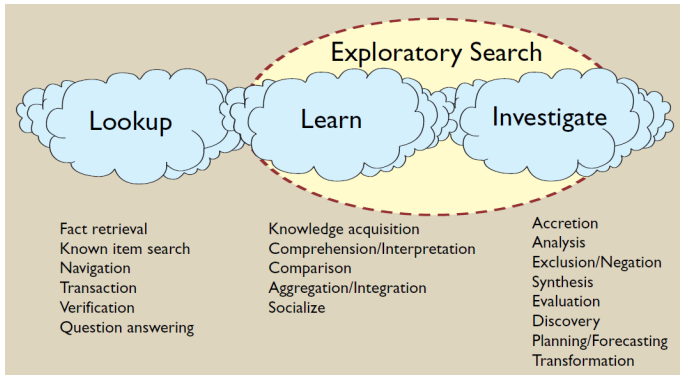 Exploratory Search
Lookup
Learn
Investigate
Fact retrieval
Known item search
Navigation
Transaction
Verification
Question answering
Knowledge acquisition
Comprehension/Interpretation
Comparison
Aggregation/Integration
Socialize
Accretion
Analysis
Exclusion/Negation
Synthesis
Evaluation
Discovery
Planning/Forecasting
Transformation